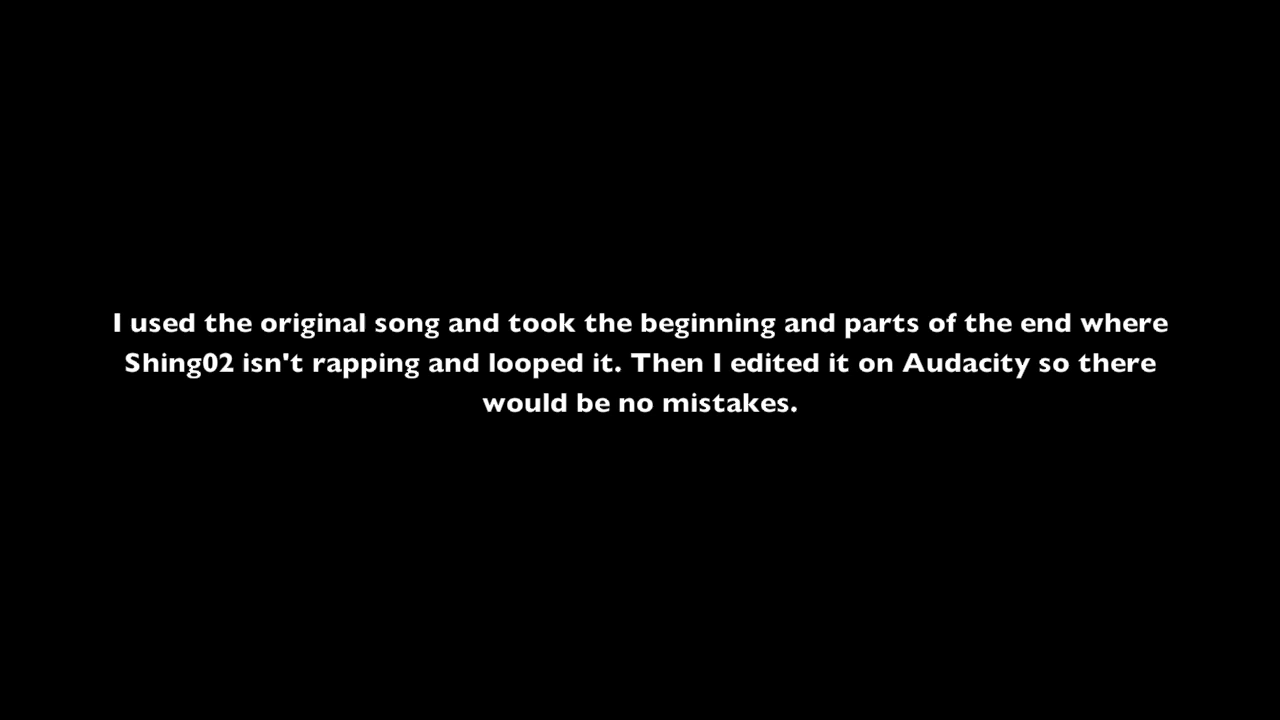 I used the original song and took the beginning and parts of the end where
Shing02 isn't rapping and looped it. Then I edited it on Audacity so there
would be no mistakes.